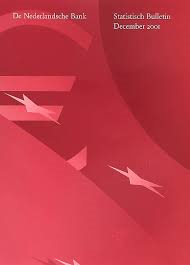 De Nederlandsche Bank
Statistisch Bulletin
December 2001